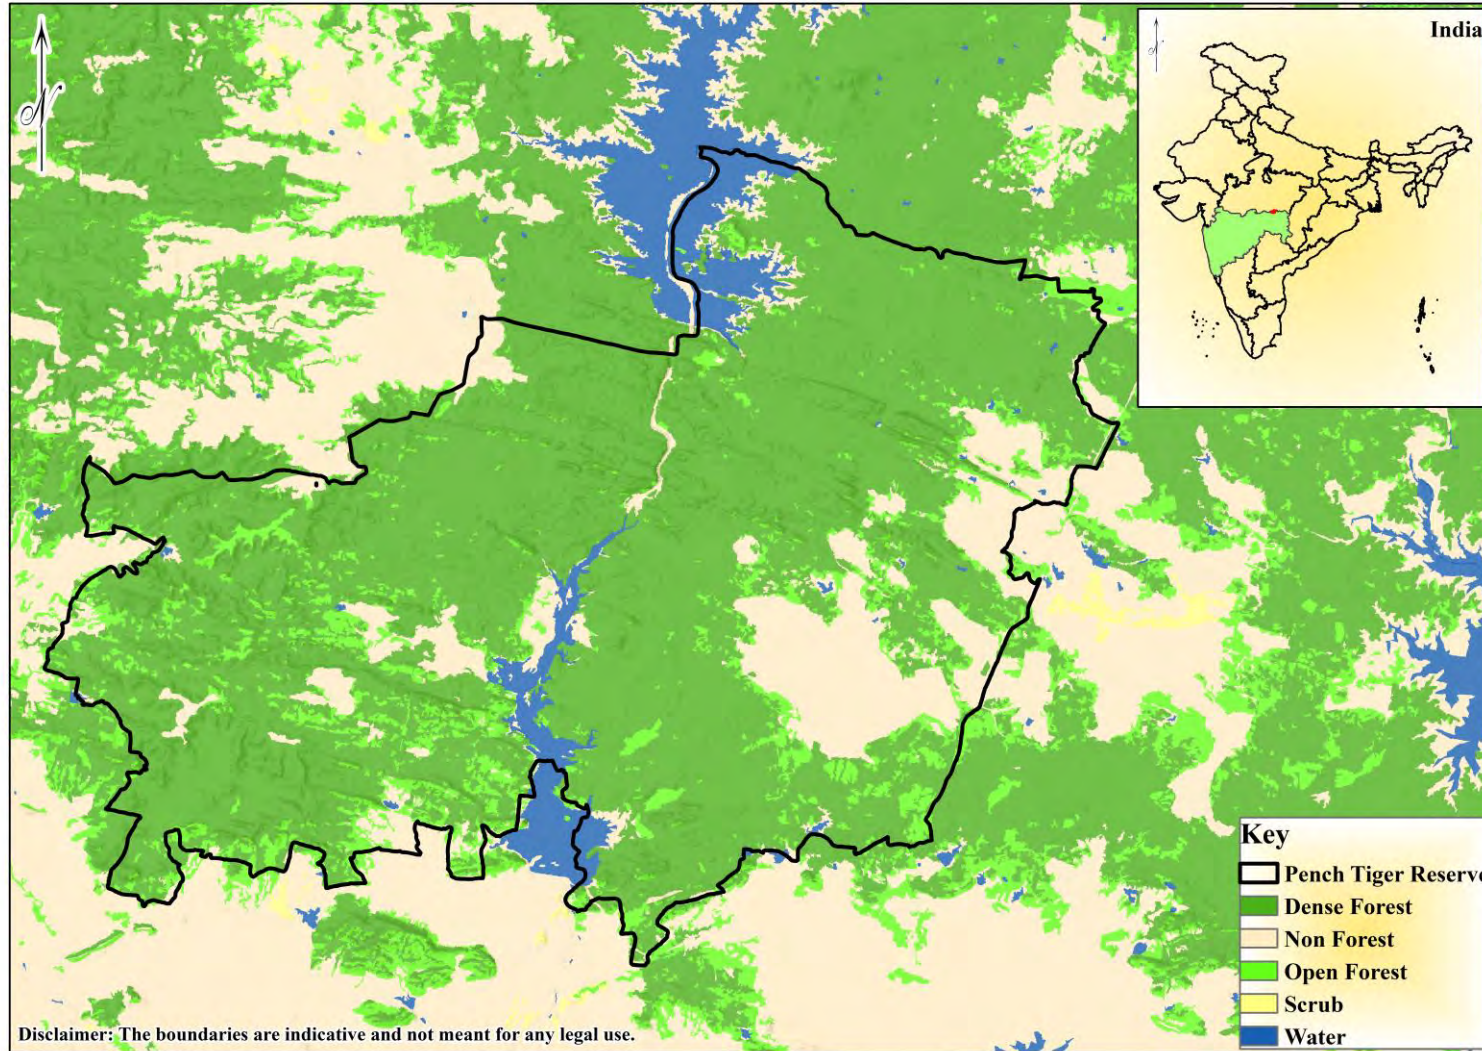 N
India
N
Key
Pench Tiger Reserve
Dense Forest
Non Forest
Open Forest
Scrub
Water
Disclaimer: The boundaries are indicative and not meant for any legal use.